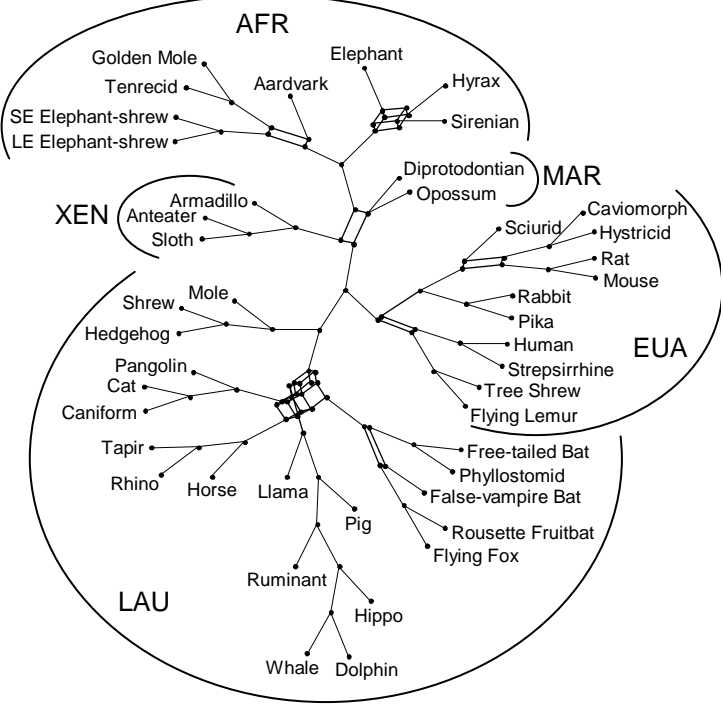 AFR
Elephant
Golden Mole
Aardvark
Hyrax
Tenrecid
SE Elephant-shrew
Sirenian
LE Elephant-shrew
Diprotodontian
MAR
Opossum
XEN
Armadillo
Anteater
Sloth
Caviomorph
Sciurid
Hystricid
Rat
Mouse
Mole
Shrew
Rabbit
Hedgehog
Pika
Human
EUA
Pangolin
Strepsirrhine
Cat
Tree Shrew
Caniform
Flying Lemur
Tapir
Free-tailed Bat
Rhino
Horse
Llama
Phyllostomid
False-vampire Bat
Pig
Rousette Fruitbat
Flying Fox
Ruminant
LAU
Hippo
Whale
Dolphin